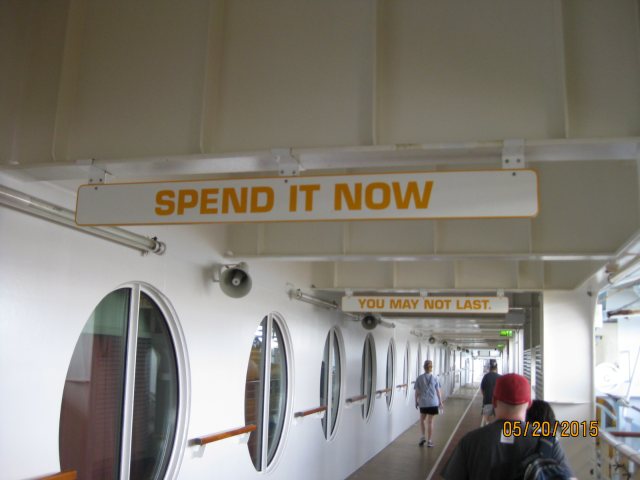 SPEND IT NOW
YOU MAY NOT LAST.
05/20/2015